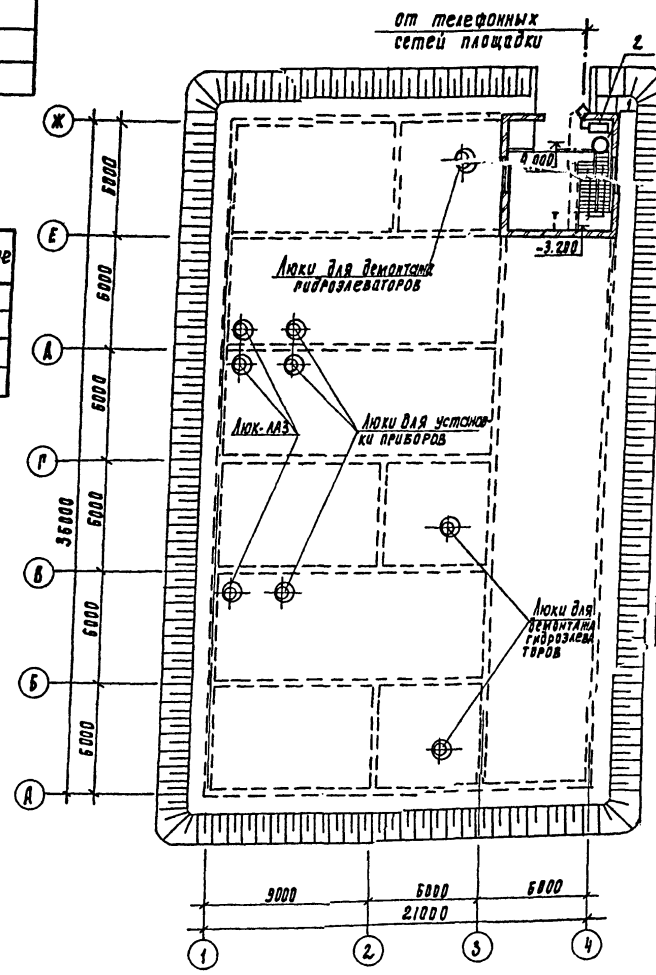 от телефонных
сетей площадки
2
1
Ж
6000
4.000
Е
-3.200
Люки для демонтажа
гидроэлеваторов
6000
Д
Люк-лаз
Люки для установ
ки приборов
6000
Г
36000
6000
В
Люки для
демонтажа
гидроэлева
торов
6000
Б
6000
А
9000
6000
6000
21000
1
2
3
4